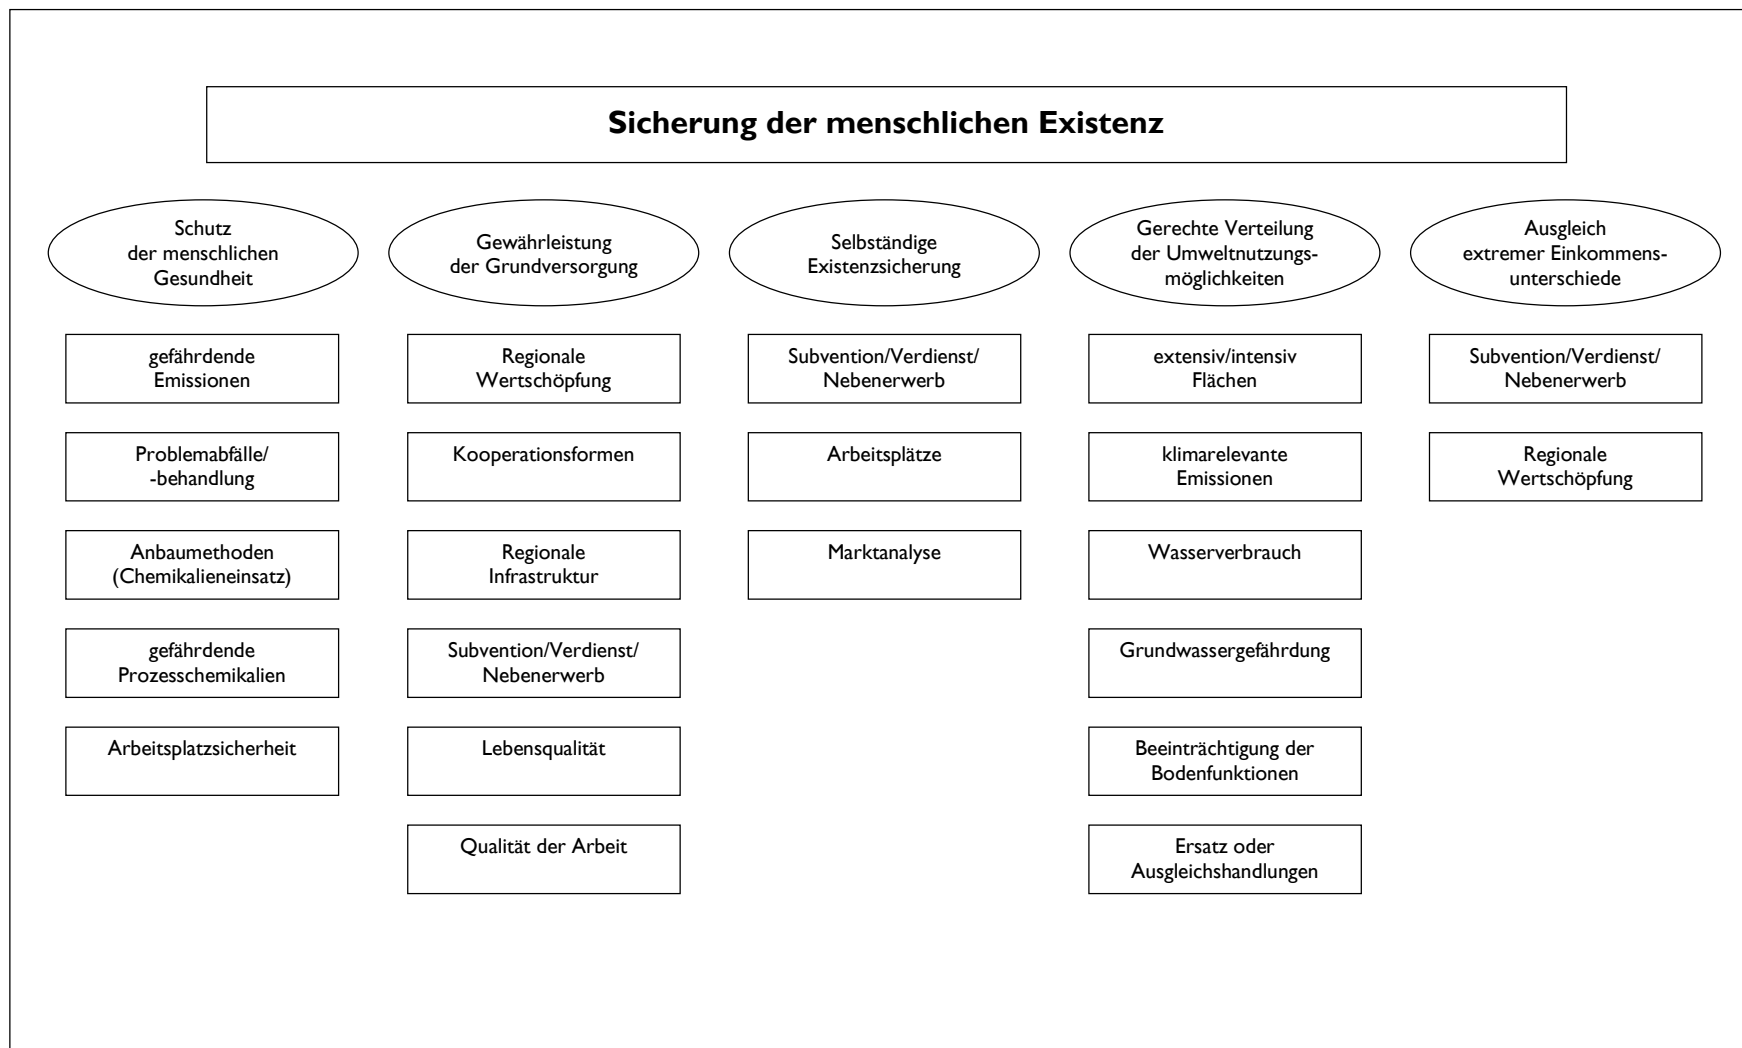 Sicherung der menschlichen Existenz
Schutz
der menschlichen
Gesundheit
gefährdende
Emissionen
Problemabfälle/
-behandlung
Anbaumethoden
(Chemikalieneinsatz)
gefährdende
Prozesschemikalien
Arbeitsplatzsicherheit
Gewährleistung
der Grundversorgung
Regionale
Wertschöpfung
Kooperationsformen
Regionale
Infrastruktur
Subvention/Verdienst/
Nebenerwerb
Lebensqualität
Qualität der Arbeit
Selbständige
Existenzsicherung
Subvention/Verdienst/
Nebenerwerb
Arbeitsplätze
Marktanalyse
Gerechte Verteilung
der Umweltnutzungs-
möglichkeiten
extensiv/intensiv
Flächen
klimarelevante
Emissionen
Wasserverbrauch
Grundwassergefährdung
Beeinträchtigung der
Bodenfunktionen
Ersatz oder
Ausgleichshandlungen
Ausgleich
extremer Einkommens-
unterschiede
Subvention/Verdienst/
Nebenerwerb
Regionale
Wertschöpfung